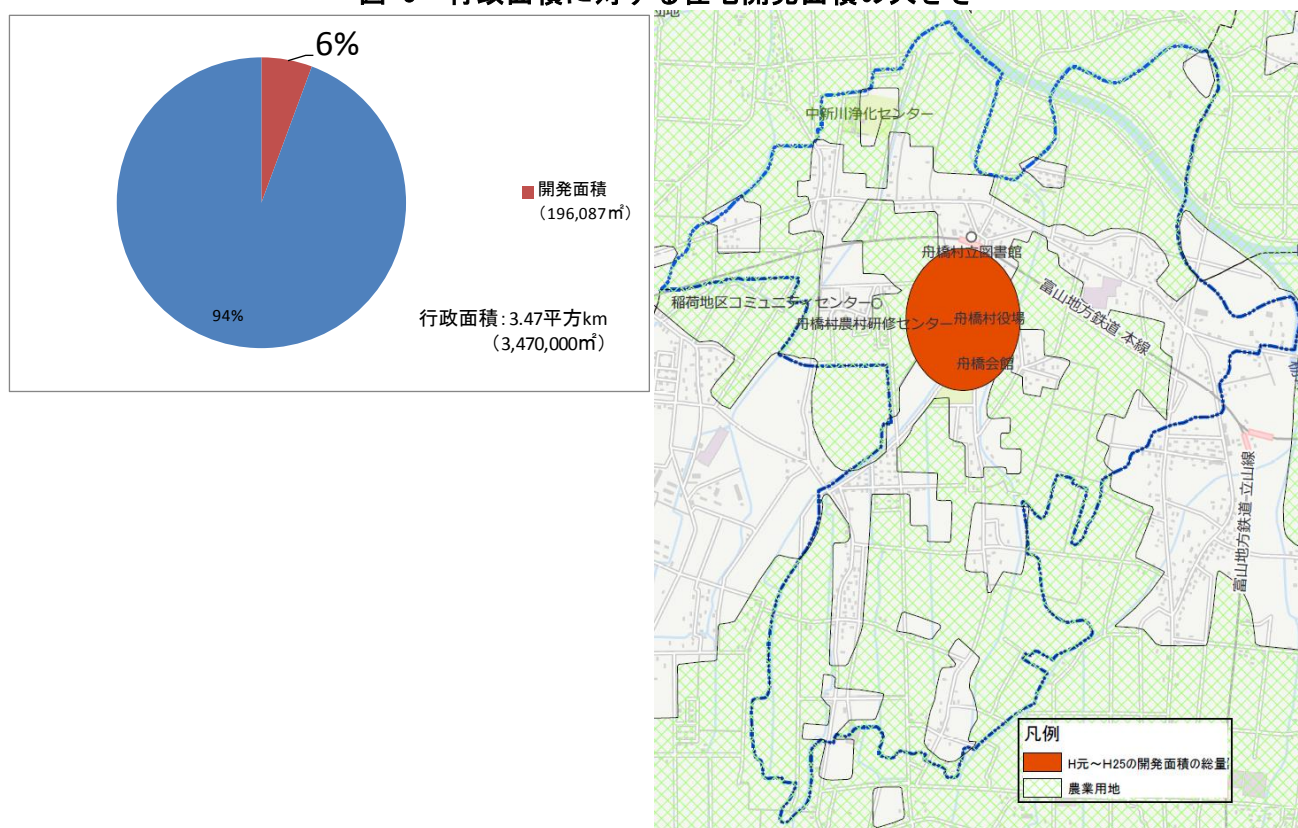 6%
94%
開発面積
（196,087㎡）
行政面積：3.47平方km
（3,470,000㎡）
中新川浄化センター
舟橋村立図書館
稲荷地区コミュニティセンター
富山地方鉄道 本線
舟橋村農村研修センター
舟橋村役場
舟橋会館
富山地方鉄道-立山線
凡例
H元～H25の開発面積の総量
農業用地